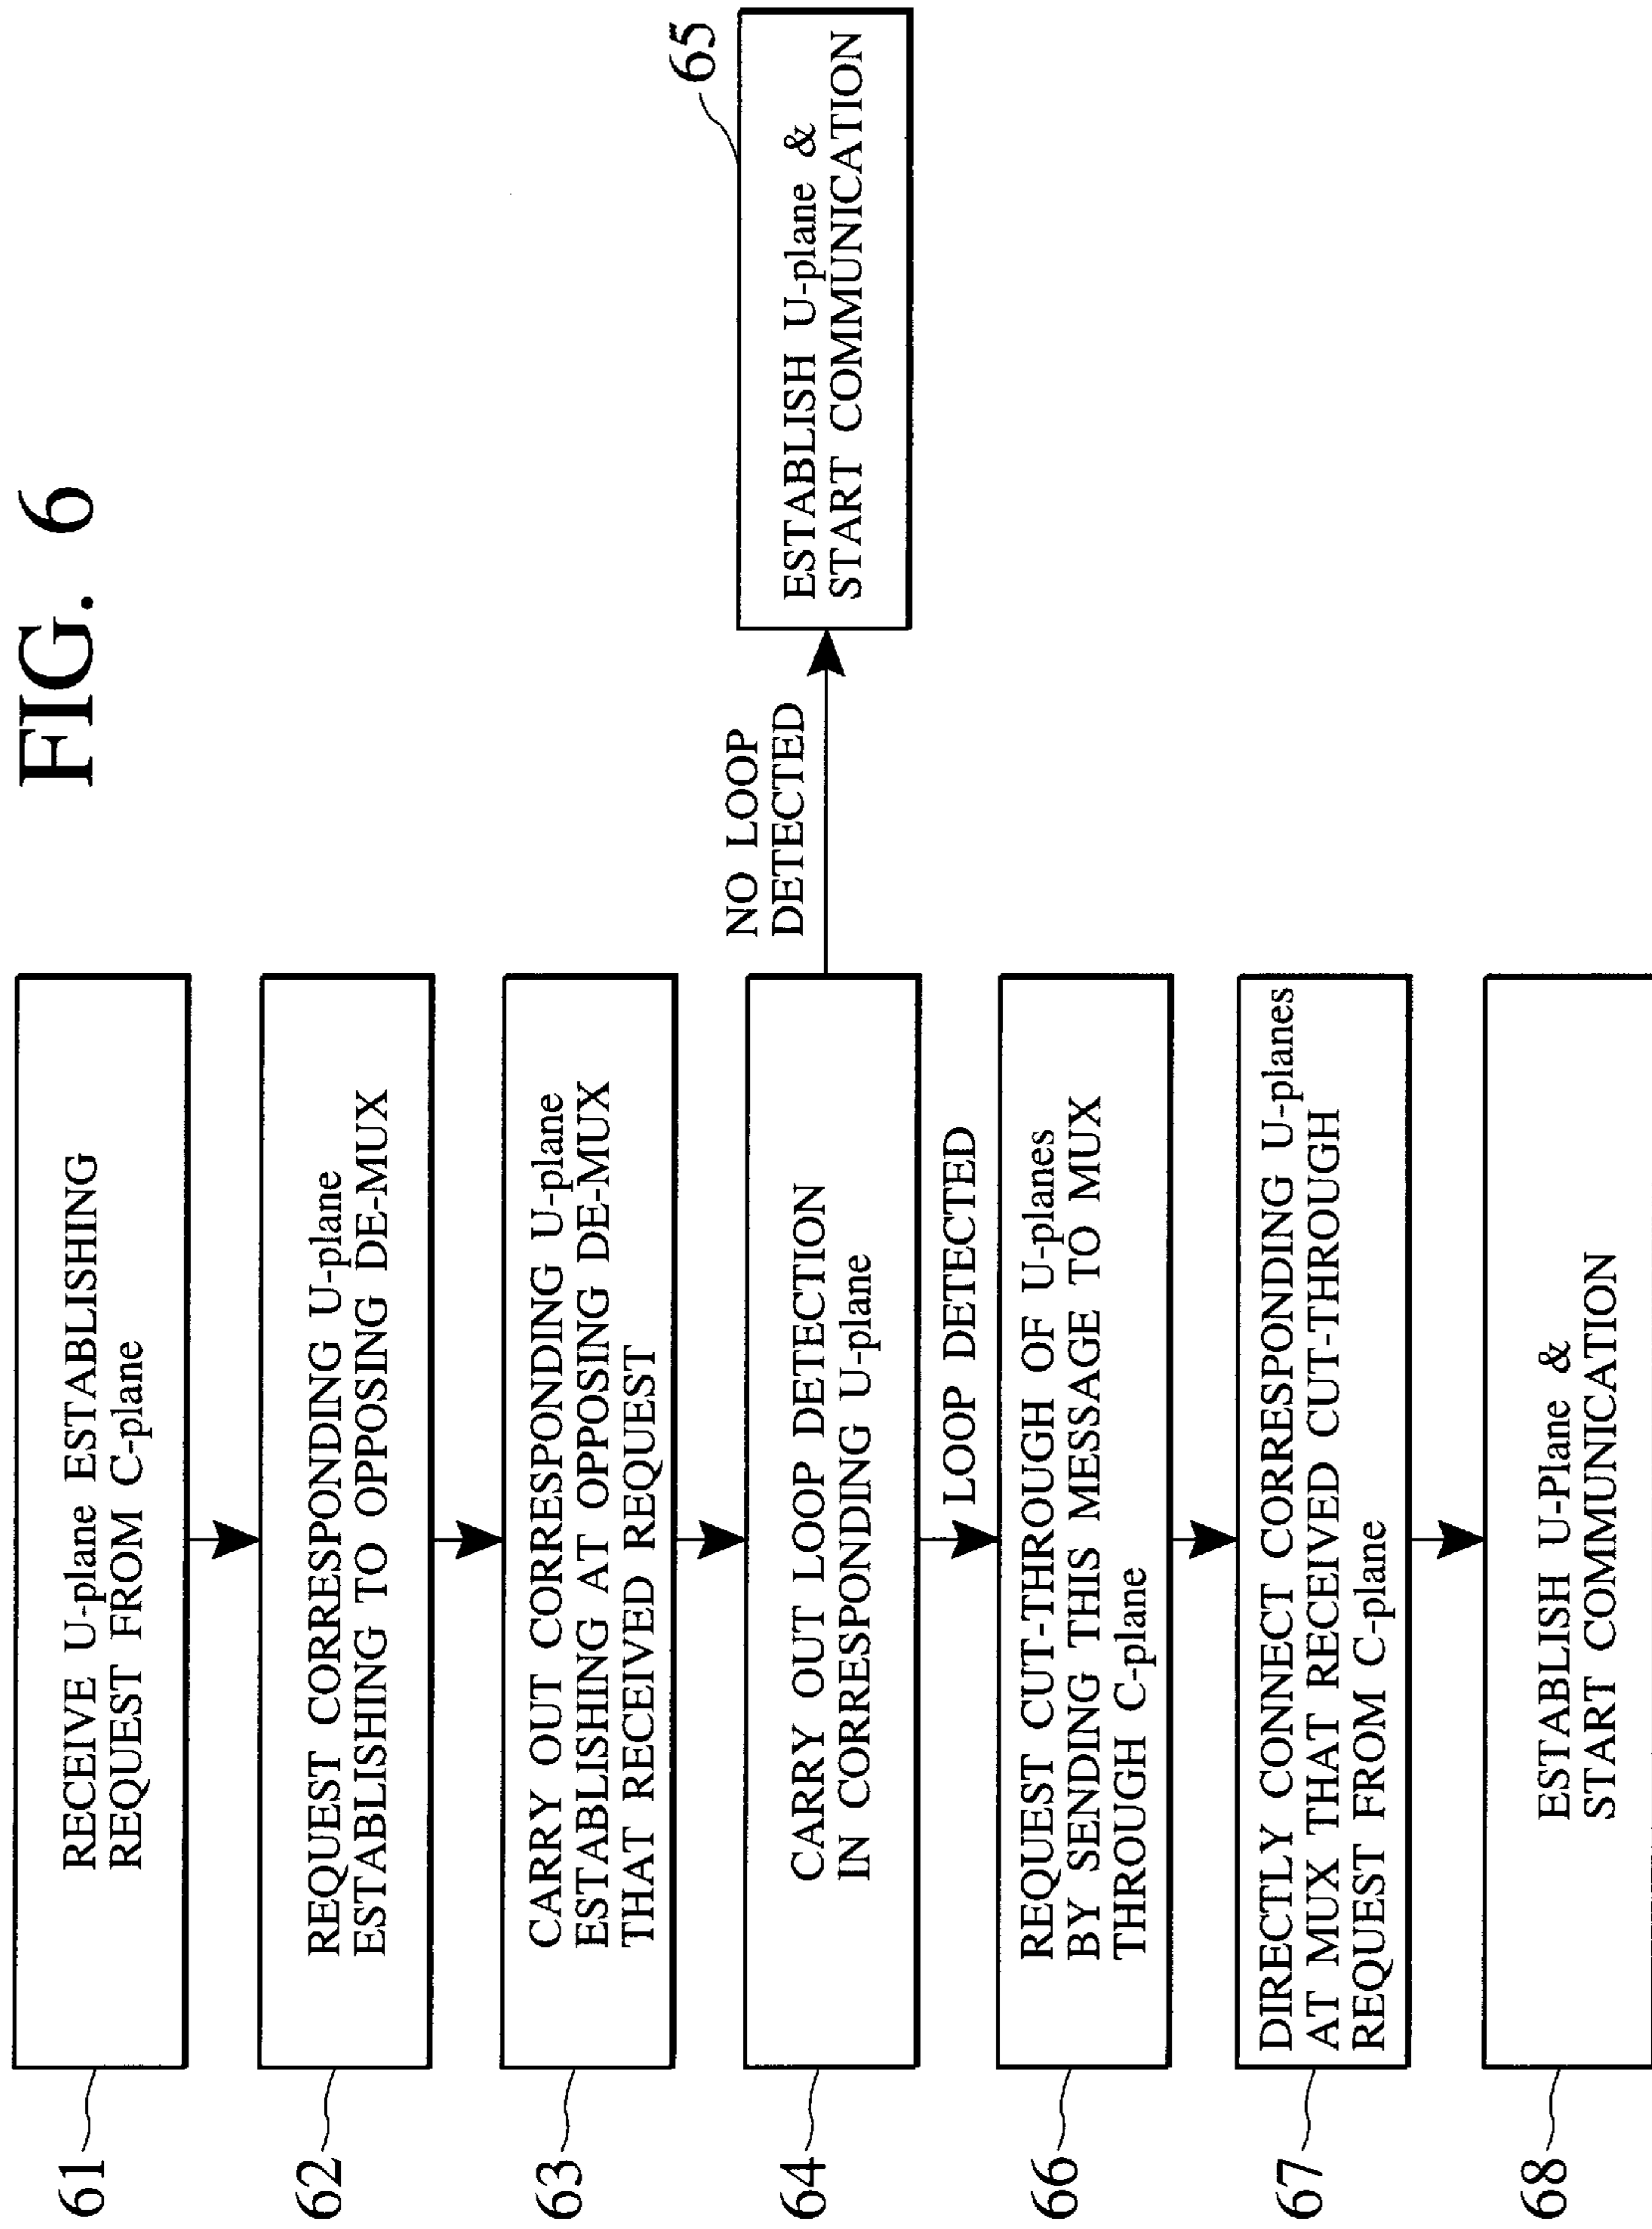 FIG. 6
61
RECEIVE U-plane ESTABLISHING
REQUEST FROM C-plane
62
REQUEST CORRESPONDING U-plane
ESTABLISHING TO OPPOSING DE-MUX
63
CARRY OUT CORRESPONDING U-plane
ESTABLISHING AT OPPOSING DE-MUX
THAT RECEIVED REQUEST
64
CARRY OUT LOOP DETECTION
IN CORRESPONDING U-plane
NO LOOP
DETECTED
65
ESTABLISH U-plane &
START COMMUNICATION
LOOP DETECTED
66
REQUEST CUT-THROUGH OF U-planes
BY SENDING THIS MESSAGE TO MUX
THROUGH C-plane
67
DIRECTLY CONNECT CORRESPONDING U-planes
AT MUX THAT RECEIVED CUT-THROUGH
REQUEST FROM C-plane
68
ESTABLISH U-Plane &
START COMMUNICATION